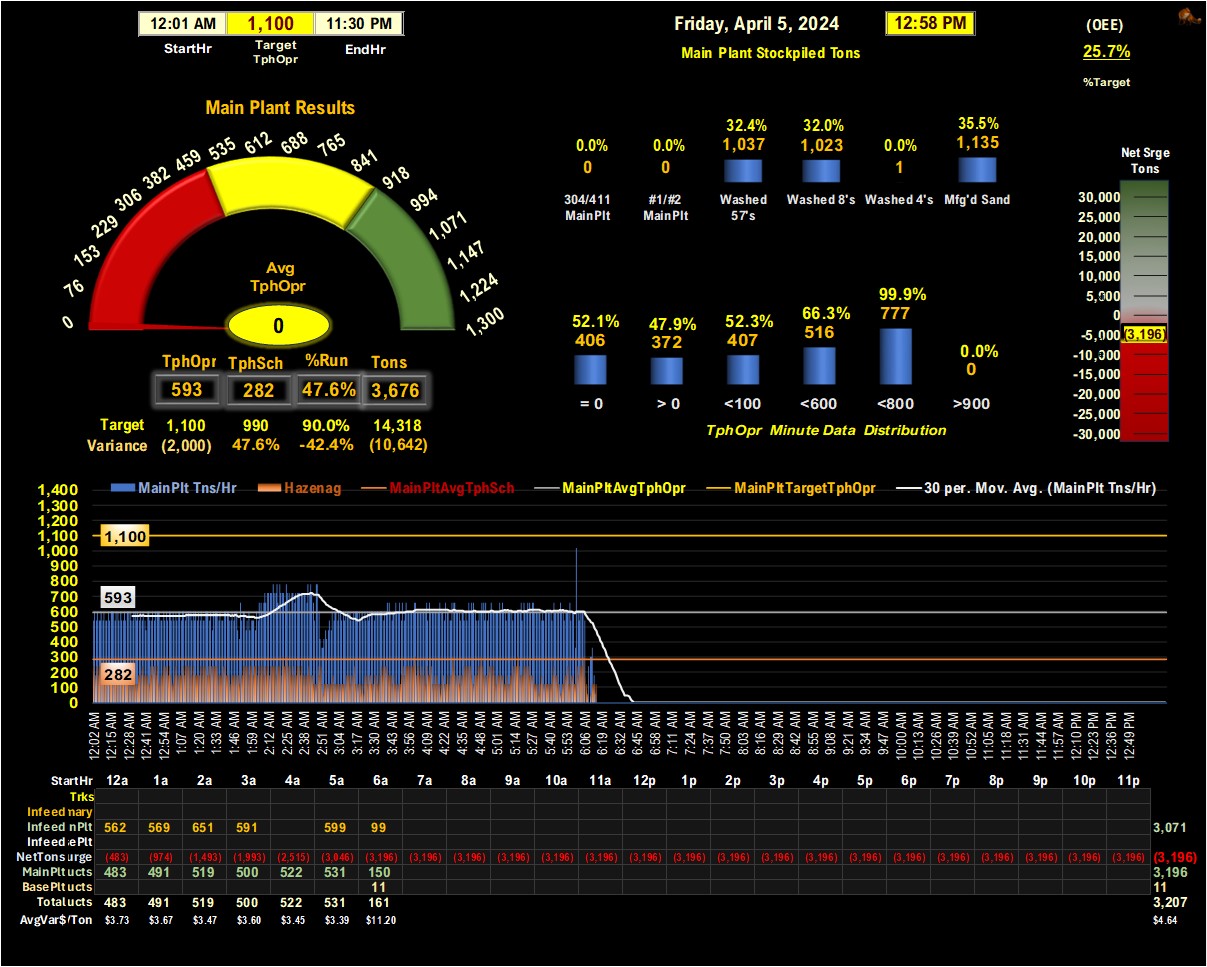 12:01 AM 1,100 11:30 PM
StartHr Target TphOpr EndHr
Friday, April 5, 2024 12:58 PM
Main Plant Stockpiled Tons
(OEE)
25.7%
%Target
Main Plant Results
0 76 153 229 306 382 459 535 612 688 765 841 918 994 1,071 1,147 1,224 1,300
Avg
TphOpr
0
TphOpr TphSch %Run Tons
593 282 47.6% 3,676
Target 1,100 990 90.0% 14,318
Variance (2,000) 47.6% -42.4% (10,642)
0.0% 0.0% 32.4% 32.0% 0.0% 35.5%
0 0 1,037 1,023 1 1,135
304/411 MainPlt #1/#2 MainPlt Washed 57's Washed 8's Washed 4's Mfg'd Sand
52.1% 47.9% 52.3% 66.3% 99.9% 0.0%
406 372 407 516 777 0
= 0 > 0 <100 <600 <800 >900
TphOpr Minute Data Distribution
Net Srge
Tons
30,000
25,000
20,000
15,000
10,000
5,000
0
-5,000 (3,196)
-10,000
-15,000
-20,000
-25,000
-30,000
MainPlt Tns/Hr Hazenag MainPltAvgTphSch MainPltAvgTphOpr MainPltTargetTphOpr 30 per. Mov. Avg. (MainPlt Tns/Hr)
1,400
1,300
1,200
1,100
1,000
900
800
700
600
500
400
300
200
100
0
1,100
593
282
12:02 AM 12:15 AM 12:28 AM 12:41 AM 12:54 AM 1:07 AM 1:20 AM 1:33 AM 1:46 AM 1:59 AM 2:12 AM 2:25 AM 2:38 AM 2:51 AM 3:04 AM 3:17 AM 3:30 AM 3:43 AM 3:56 AM 4:09 AM 4:22 AM 4:35 AM 4:48 AM 5:01 AM 5:14 AM 5:27 AM 5:40 AM 5:53 AM 6:06 AM 6:19 AM 6:32 AM 6:45 AM 6:58 AM 7:11 AM 7:24 AM 7:37 AM 7:50 AM 8:03 AM 8:16 AM 8:29 AM 8:42 AM 8:55 AM 9:08 AM 9:21 AM 9:34 AM 9:47 AM 10:00 AM 10:13 AM 10:26 AM 10:39 AM 10:52 AM 11:05 AM 11:18 AM 11:31 AM 11:44 AM 11:57 AM 12:10 PM 12:23 PM 12:36 PM 12:49 PM
StartHr 12a 1a 2a 3a 4a 5a 6a 7a 8a 9a 10a 11a 12p 1p 2p 3p 4p 5p 6p 7p 8p 9p 10p 11p
Trks
Infeed mary
Infeed nPlt 562 569 651 591 599 99 3,071
Infeed ePlt
NetTons urge (483) (974) (1,493) (1,993) (2,515) (3,046) (3,196) (3,196) (3,196) (3,196) (3,196) (3,196) (3,196) (3,196) (3,196) (3,196) (3,196) (3,196) (3,196) (3,196) (3,196) (3,196) (3,196) (3,196) (3,196)
MainPlt ucts 483 491 519 500 522 531 150 3,196
BasePlt ucts 11 11
Total ucts 483 491 519 500 522 531 161 3,207
AvgVar$/Ton $3.73 $3.67 $3.47 $3.60 $3.45 $3.39 $11.20 $4.64